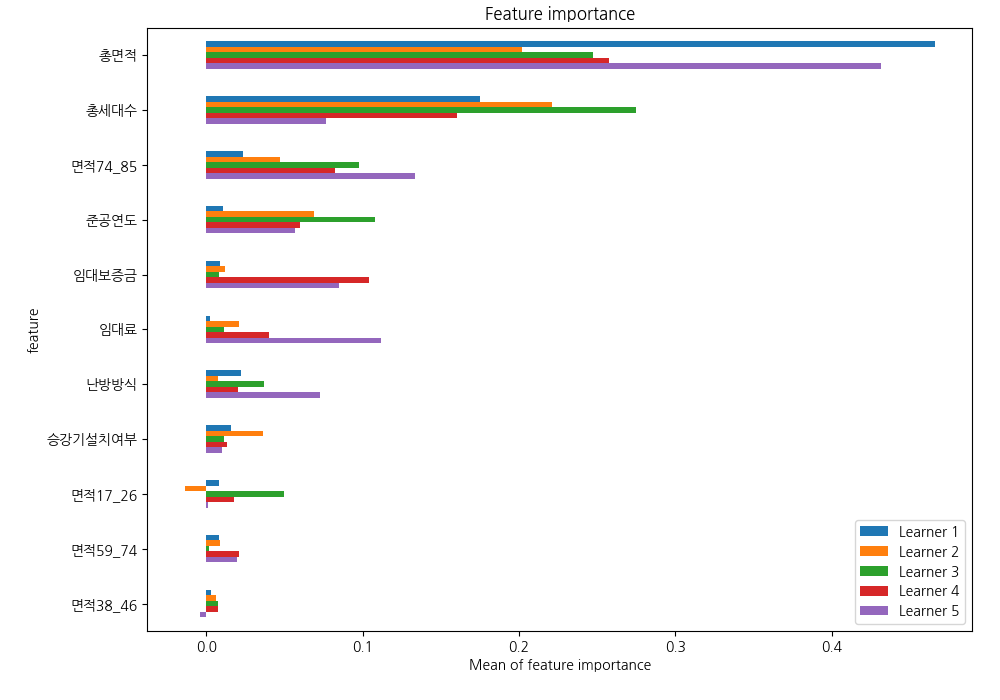 Feature importance
총면적
총세대수
면적74_85
준공연도
임대보증금
임대료
난방방식
승강기설치여부
면적17_26
면적59_74
면적38_46
feature
0.0 0.1 0.2 0.3 0.4
Mean of feature importance
Learner 1
Learner 2
Learner 3
Learner 4
Learner 5